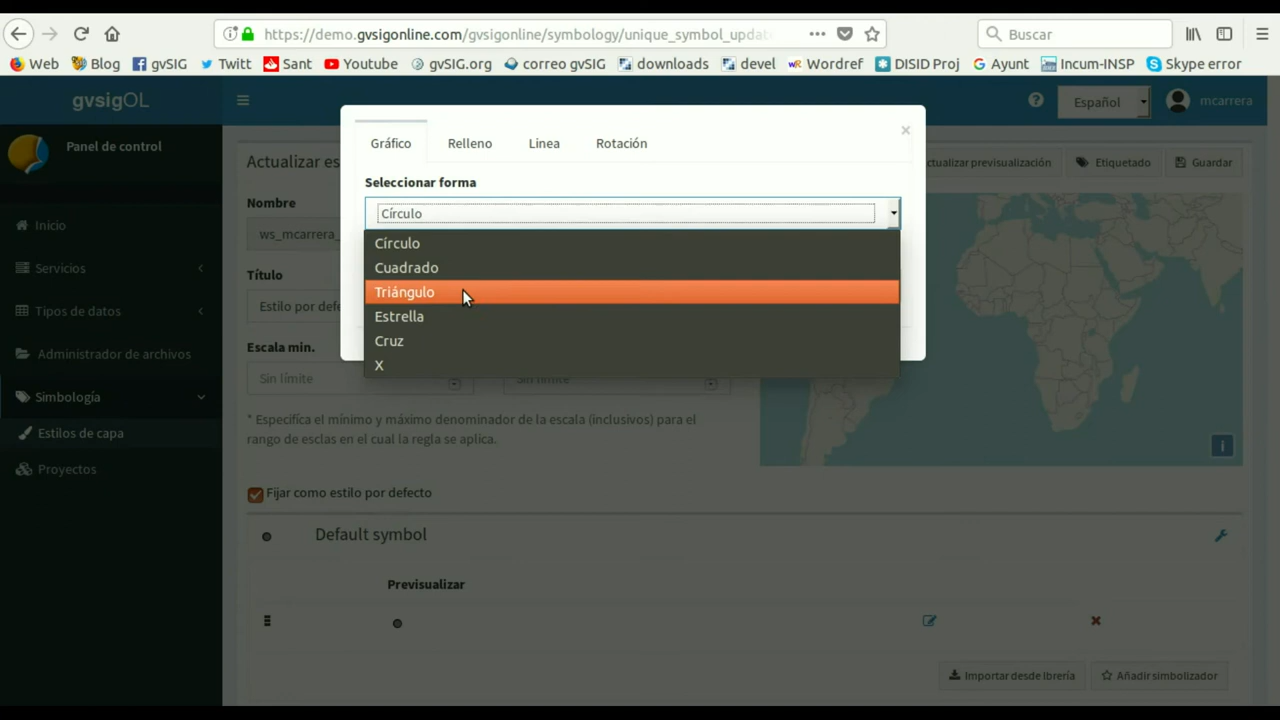 https://demo.gvsigonline.com/gvsigonline/symbology/unique_symbol_updat
Buscar
Web Blog gvSIG Twitt Sant Youtube gvSIG.org correo gvSIG downloads devel Wordref DISID Proj Ayunt Incum-INSP Skype error
gvsigOL
Español
mcarrera
Panel de control
Inicio
Servicios
Tipos de datos
Administrador de archivos
Simbología
Estilos de capa
Proyectos
Gráfico Relleno Linea Rotación
×
Seleccionar forma
Círculo
Círculo
Cuadrado
Triángulo
Estrella
Cruz
X
Actualizar es
ctualizar previsualización
Etiquetado
Guardar
Nombre
ws_mcarrera_
Título
Estilo por defe
Escala min.
Sin límite
Sin límite
* Especifíca el mínimo y máximo denominador de la escala (inclusivos) para el
rango de esclas en el cual la regla se aplica.
i
Fijar como estilo por defecto
Default symbol
Previsualizar
Importar desde lbrería
Añadir simbolizador